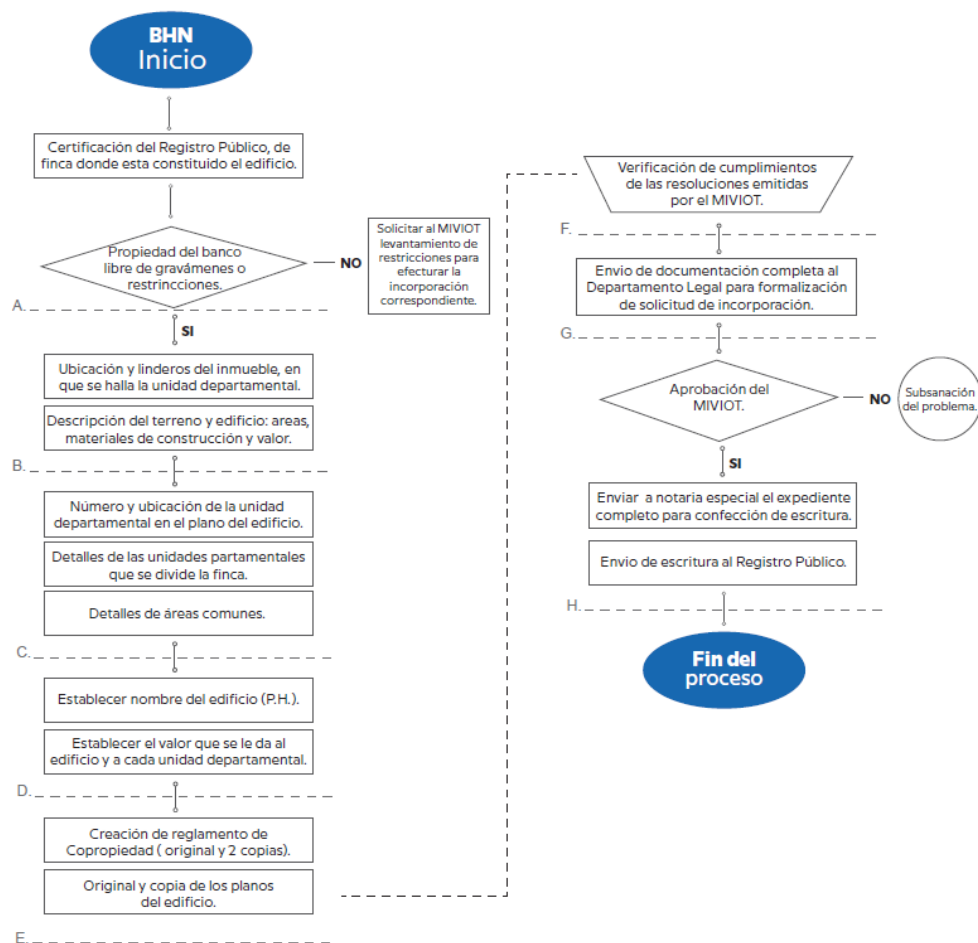 BHN
Inicio
Certificación del Registro Público, de
finca donde esta constituido el edificio.
Propiedad del banco
libre de gravámenes o
restrincciones.
NO
Solicitar al MIVIOT
levantamiento de
restricciones para
efecturar la
incorporación
correspondiente.
A.
SI
Ubicación y linderos del inmueble, en
que se halla la unidad departamental.
Descripción del terreno y edificio: areas,
materiales de construcción y valor.
B.
Número y ubicación de la unidad
departamental en el plano del edificio.
Detalles de las unidades partamentales
que se divide la finca.
Detalles de áreas comunes.
C.
Establecer nombre del edificio (P.H.).
Establecer el valor que se le da al
edificio y a cada unidad departamental.
D.
Creación de reglamento de
Copropiedad ( original y 2 copias).
Original y copia de los planos
del edificio.
E.
Verificación de cumplimientos
de las resoluciones emitidas
por el MIVIOT.
F.
Envio de documentación completa al
Departamento Legal para formalización
de solicitud de incorporación.
G.
Aprobación del
MIVIOT.
NO
Subsanación
del problema.
SI
Enviar a notaria especial el expediente
completo para confección de escritura.
Envio de escritura al Registro Público.
H.
Fin del
proceso